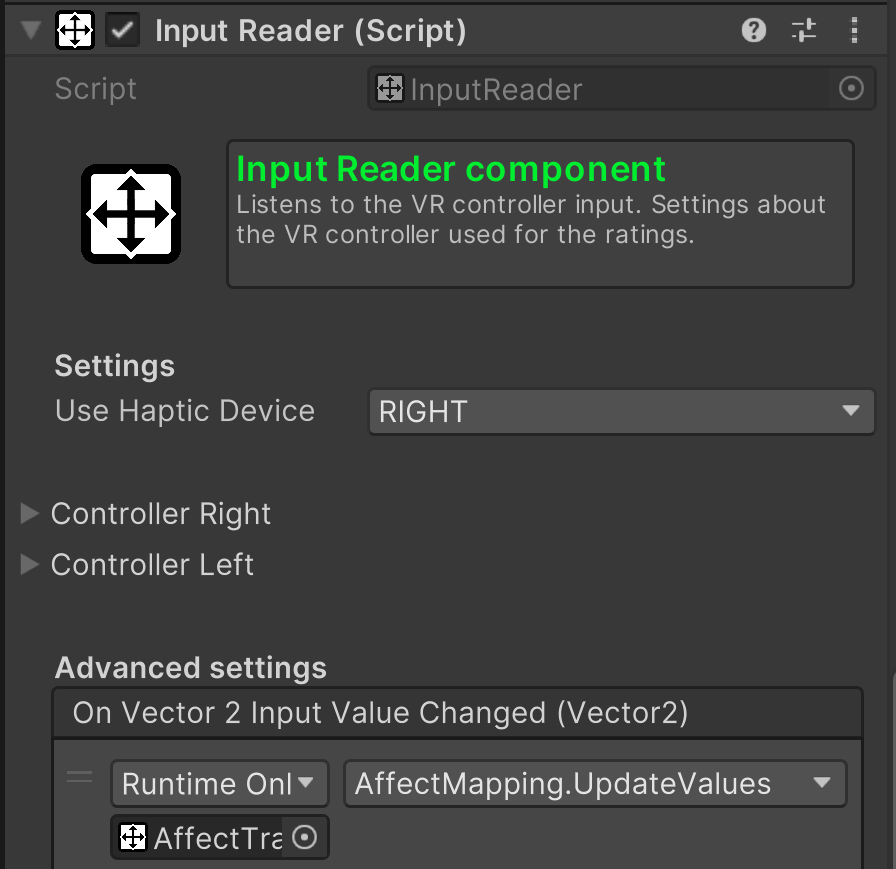 Input Reader (Script)
Script
InputReader
Input Reader component
Listens to the VR controller input. Settings about
the VR controller used for the ratings.
Settings
Use Haptic Device
RIGHT
Controller Right
Controller Left
Advanced settings
On Vector 2 Input Value Changed (Vector2)
Runtime Onl
AffectMapping.UpdateValues
AffectTra